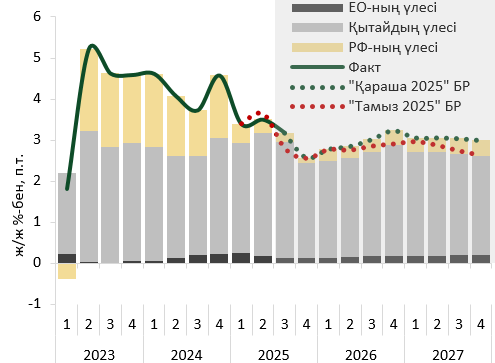 ЕО-ның үлесі
Қытайдың үлесі
РФ-ның үлесі
Факт
"Қараша 2025" БР
"Тамыз 2025" БР
ж/ж %-бен, п.т.
6
5
4
3
2
1
0
-1
1 2 3 4 1 2 3 4 1 2 3 4 1 2 3 4 1 2 3 4
2023 2024 2025 2026 2027